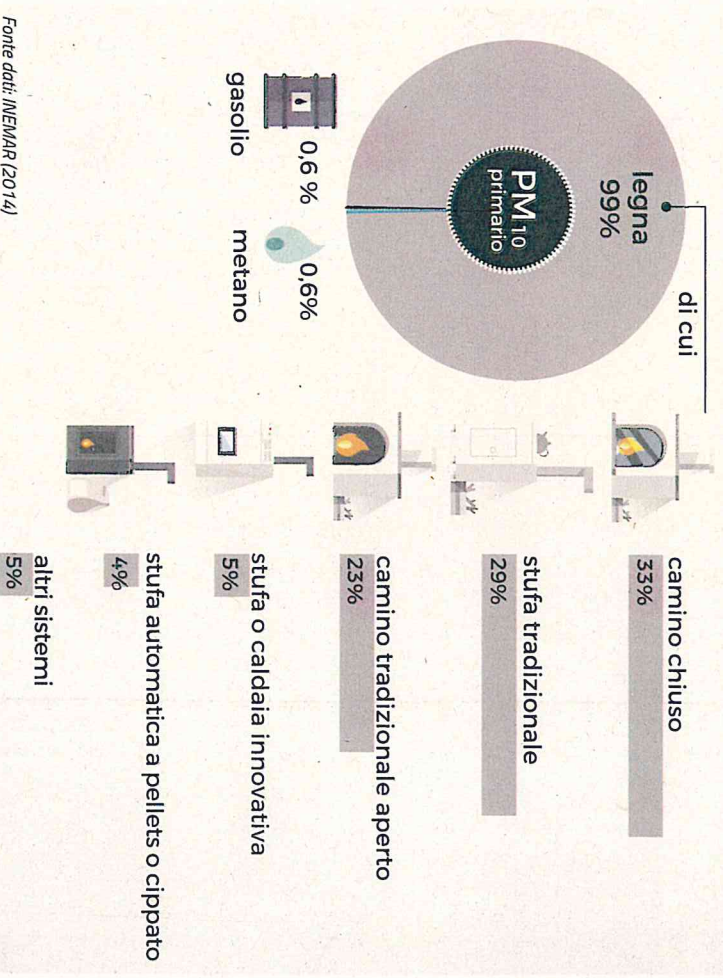 legna
99%
di cui
PM10
primario
0,6 %
gasolio
0,6%
metano
camino chiuso
33%
stufa tradizionale
29%
camino tradizionale aperto
23%
stufa o caldaia innovativa
5%
stufa automatica a pellets o cippato
4%
altri sistemi
5%
Fonte dati: INEMAR (2014)